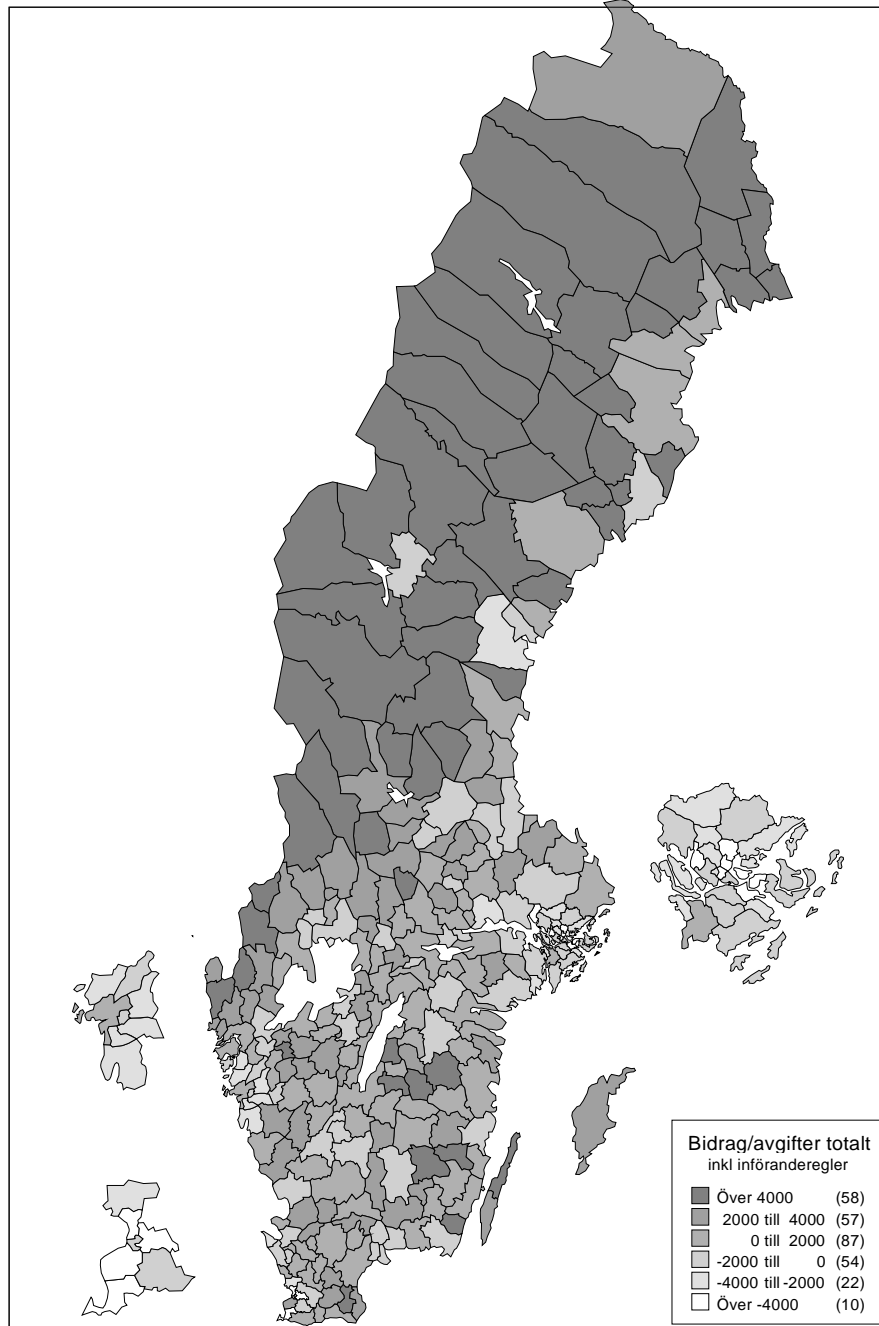 Bidrag/avgifter totalt
inkl införanderegler
Över 4000 (58)
2000 till 4000 (57)
0 till 2000 (87)
-2000 till 0 (54)
-4000 till -2000 (22)
Över -4000 (10)